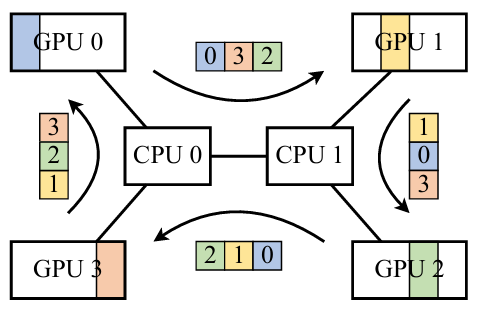 GPU 0
GPU 1
0 3 2
3
2
1
CPU 0
CPU 1
1
0
3
GPU 3
2 1 0
GPU 2